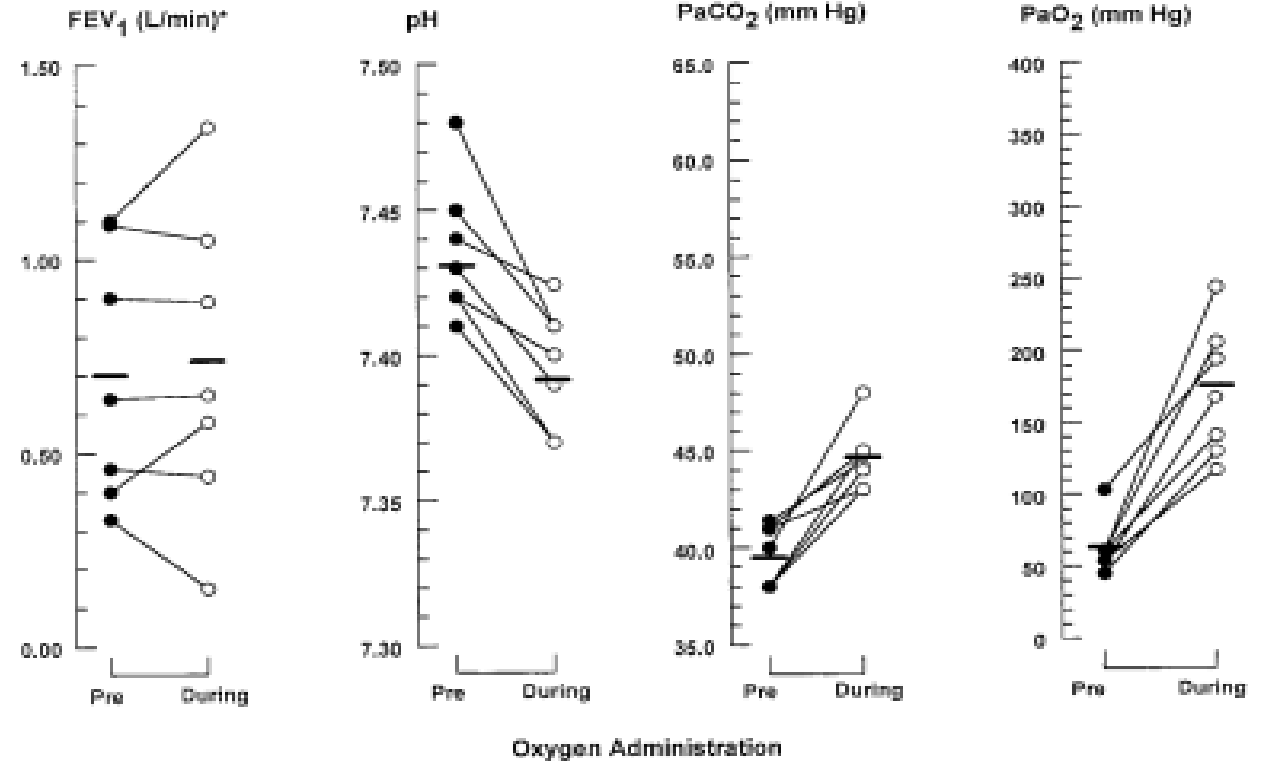 FEV1 (L/min)*
1.50
1.00
0.50
0.00
Pre During
pH
7.50
7.45
7.40
7.35
7.30
Pre During
PaCO2 (mm Hg)
65.0
60.0
55.0
50.0
45.0
40.0
35.0
Pre During
PaO2 (mm Hg)
400
350
300
250
200
150
100
50
0
Pre During
Oxygen Administration